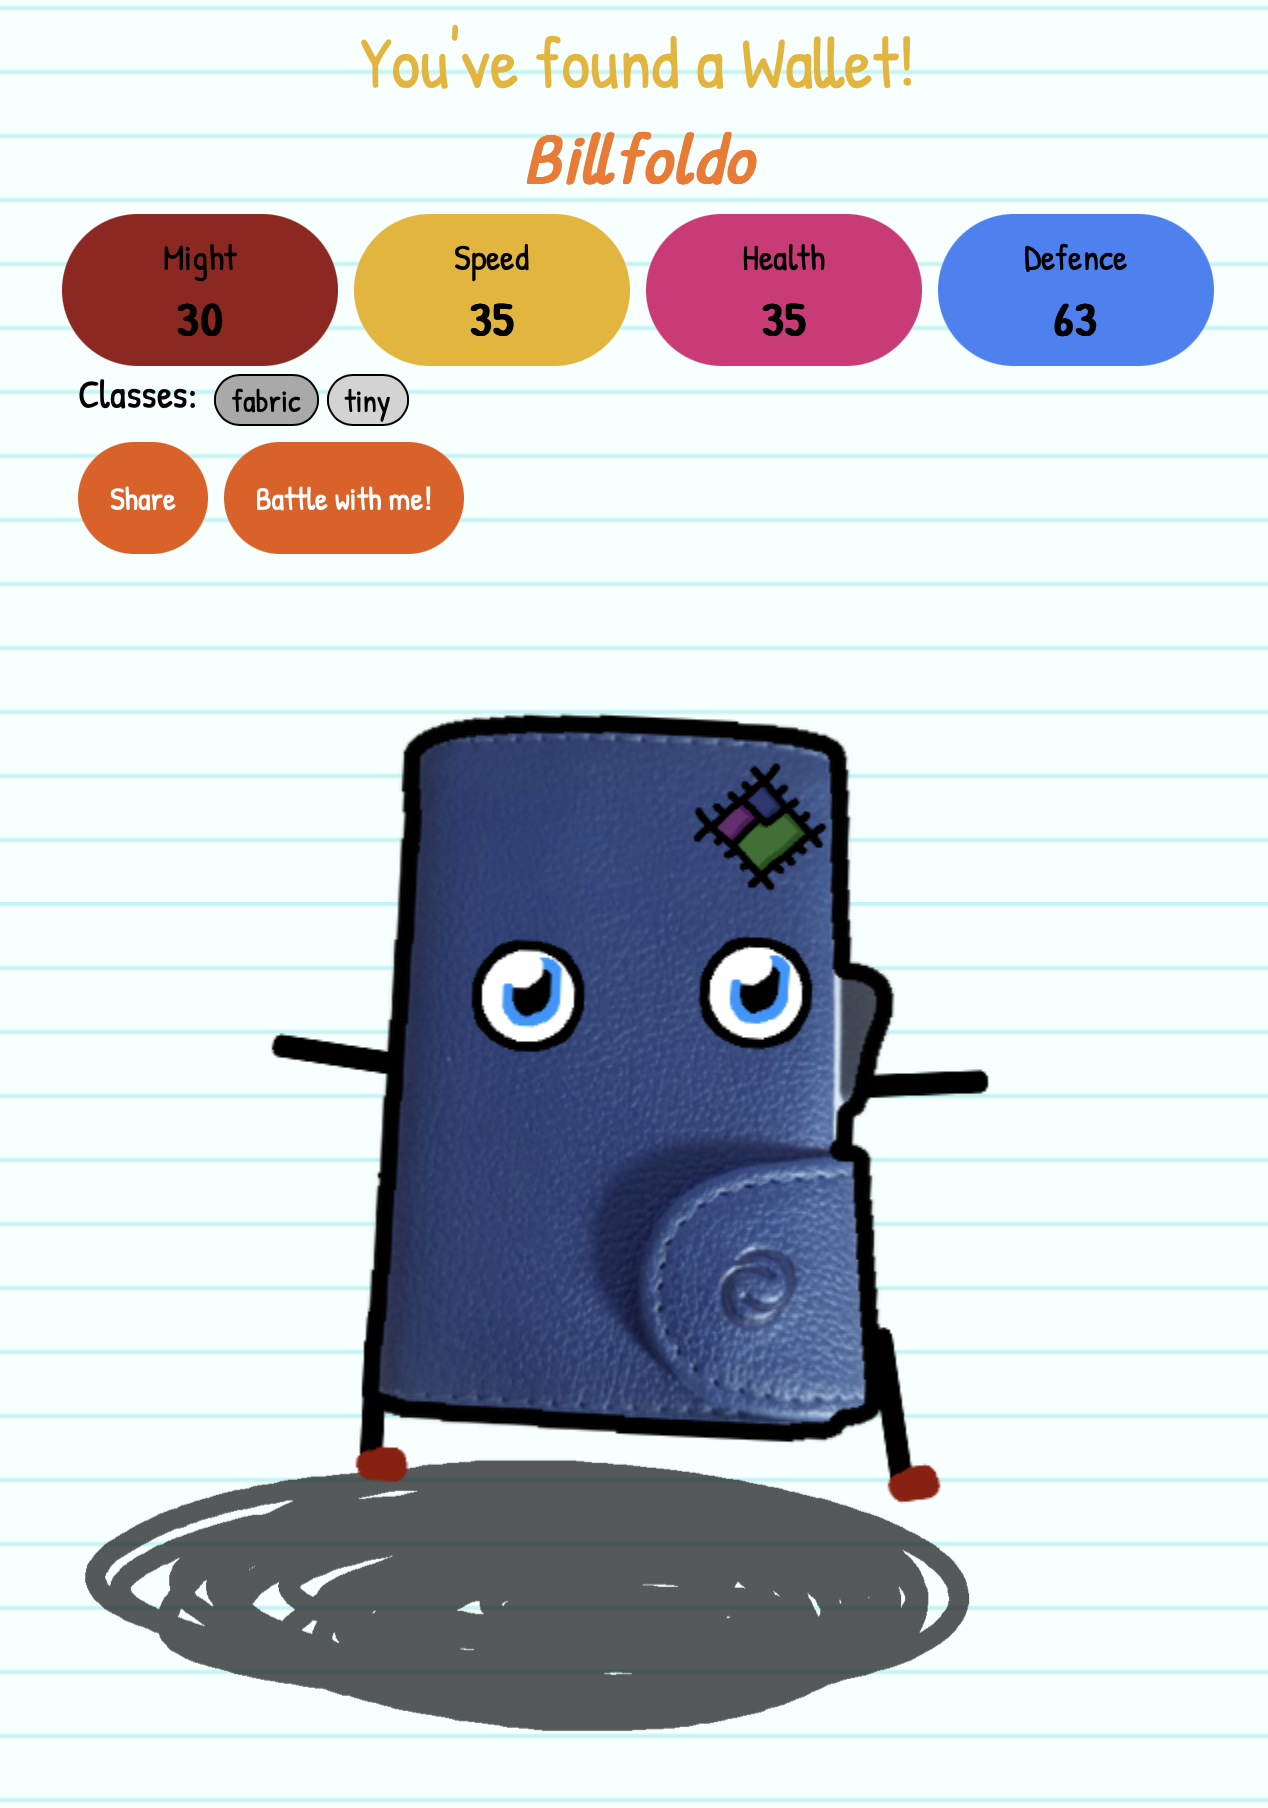 You've found a Wallet!
Billfoldo
Might Speed Health Defence
30 35 35 63
Classes: fabric tiny
Share Battle with me!